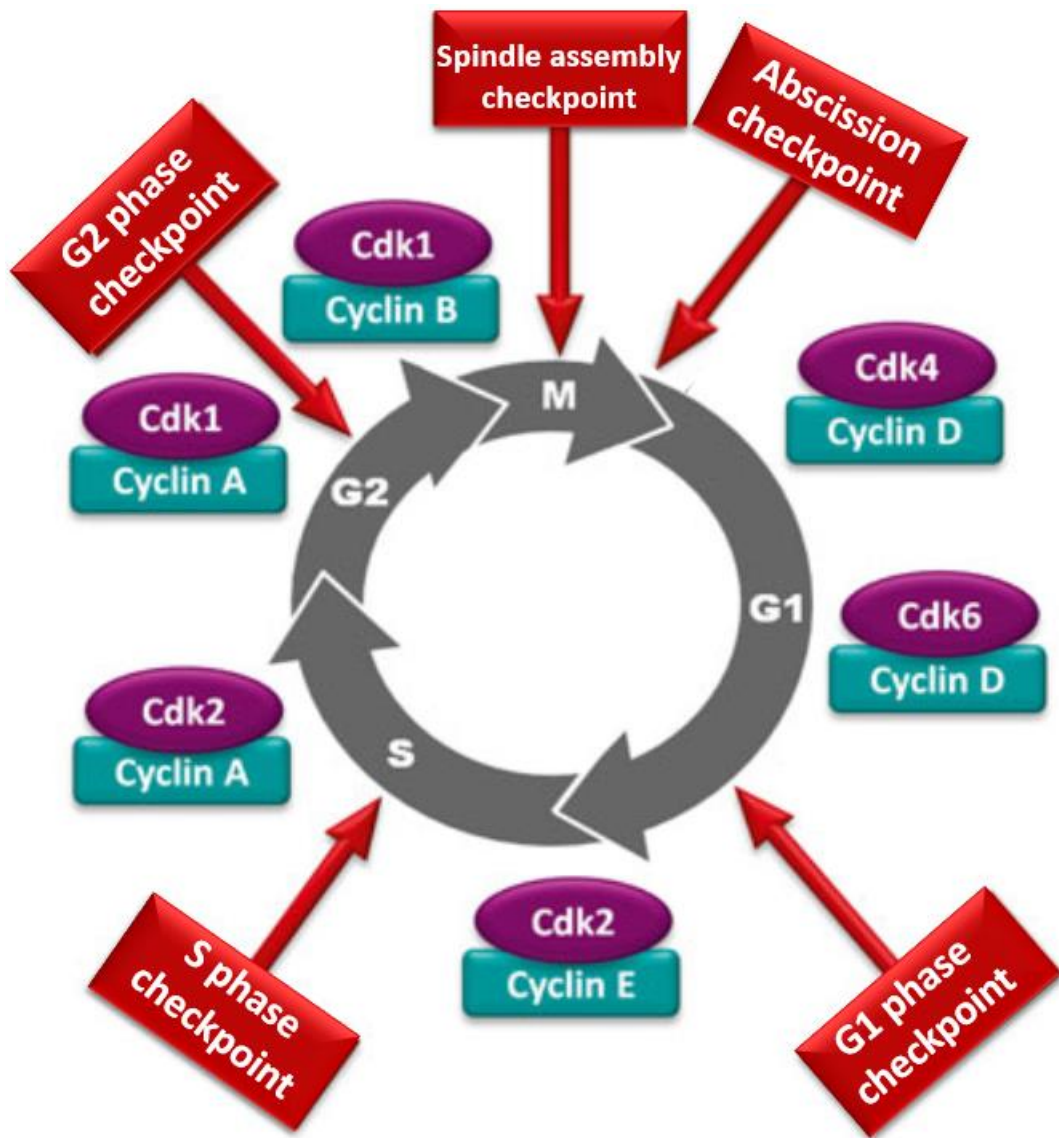 Spindle assembly
checkpoint
Abscission
checkpoint
G2 phase
checkpoint
Cdk1
Cyclin B
Cdk4
Cyclin D
Cdk1
Cyclin A
M
G2
G1
Cdk6
Cyclin D
Cdk2
Cyclin A
S
Cdk2
Cyclin E
S phase
checkpoint
G1 phase
checkpoint